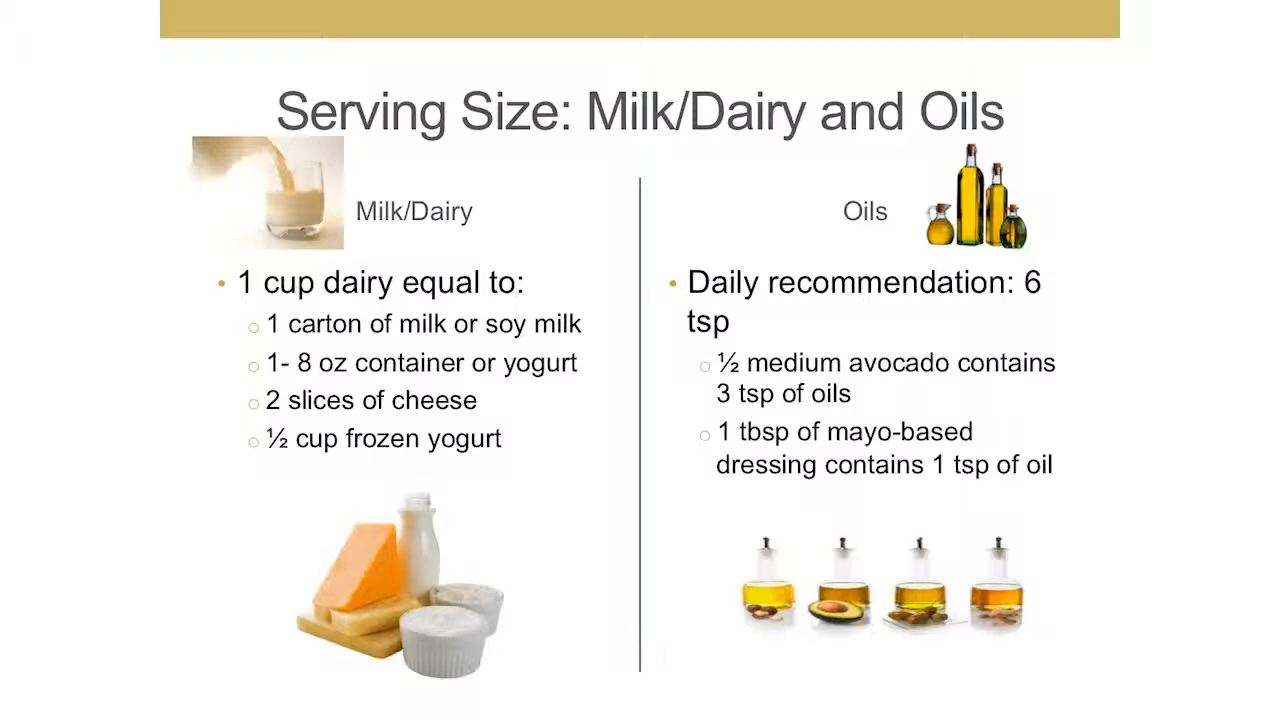 Serving Size: Milk/Dairy and Oils
Milk/Dairy
• 1 cup dairy equal to:
o 1 carton of milk or soy milk
o 1- 8 oz container or yogurt
o 2 slices of cheese
o ½ cup frozen yogurt
Oils
• Daily recommendation: 6
tsp
o ½ medium avocado contains
3 tsp of oils
o 1 tbsp of mayo-based
dressing contains 1 tsp of oil